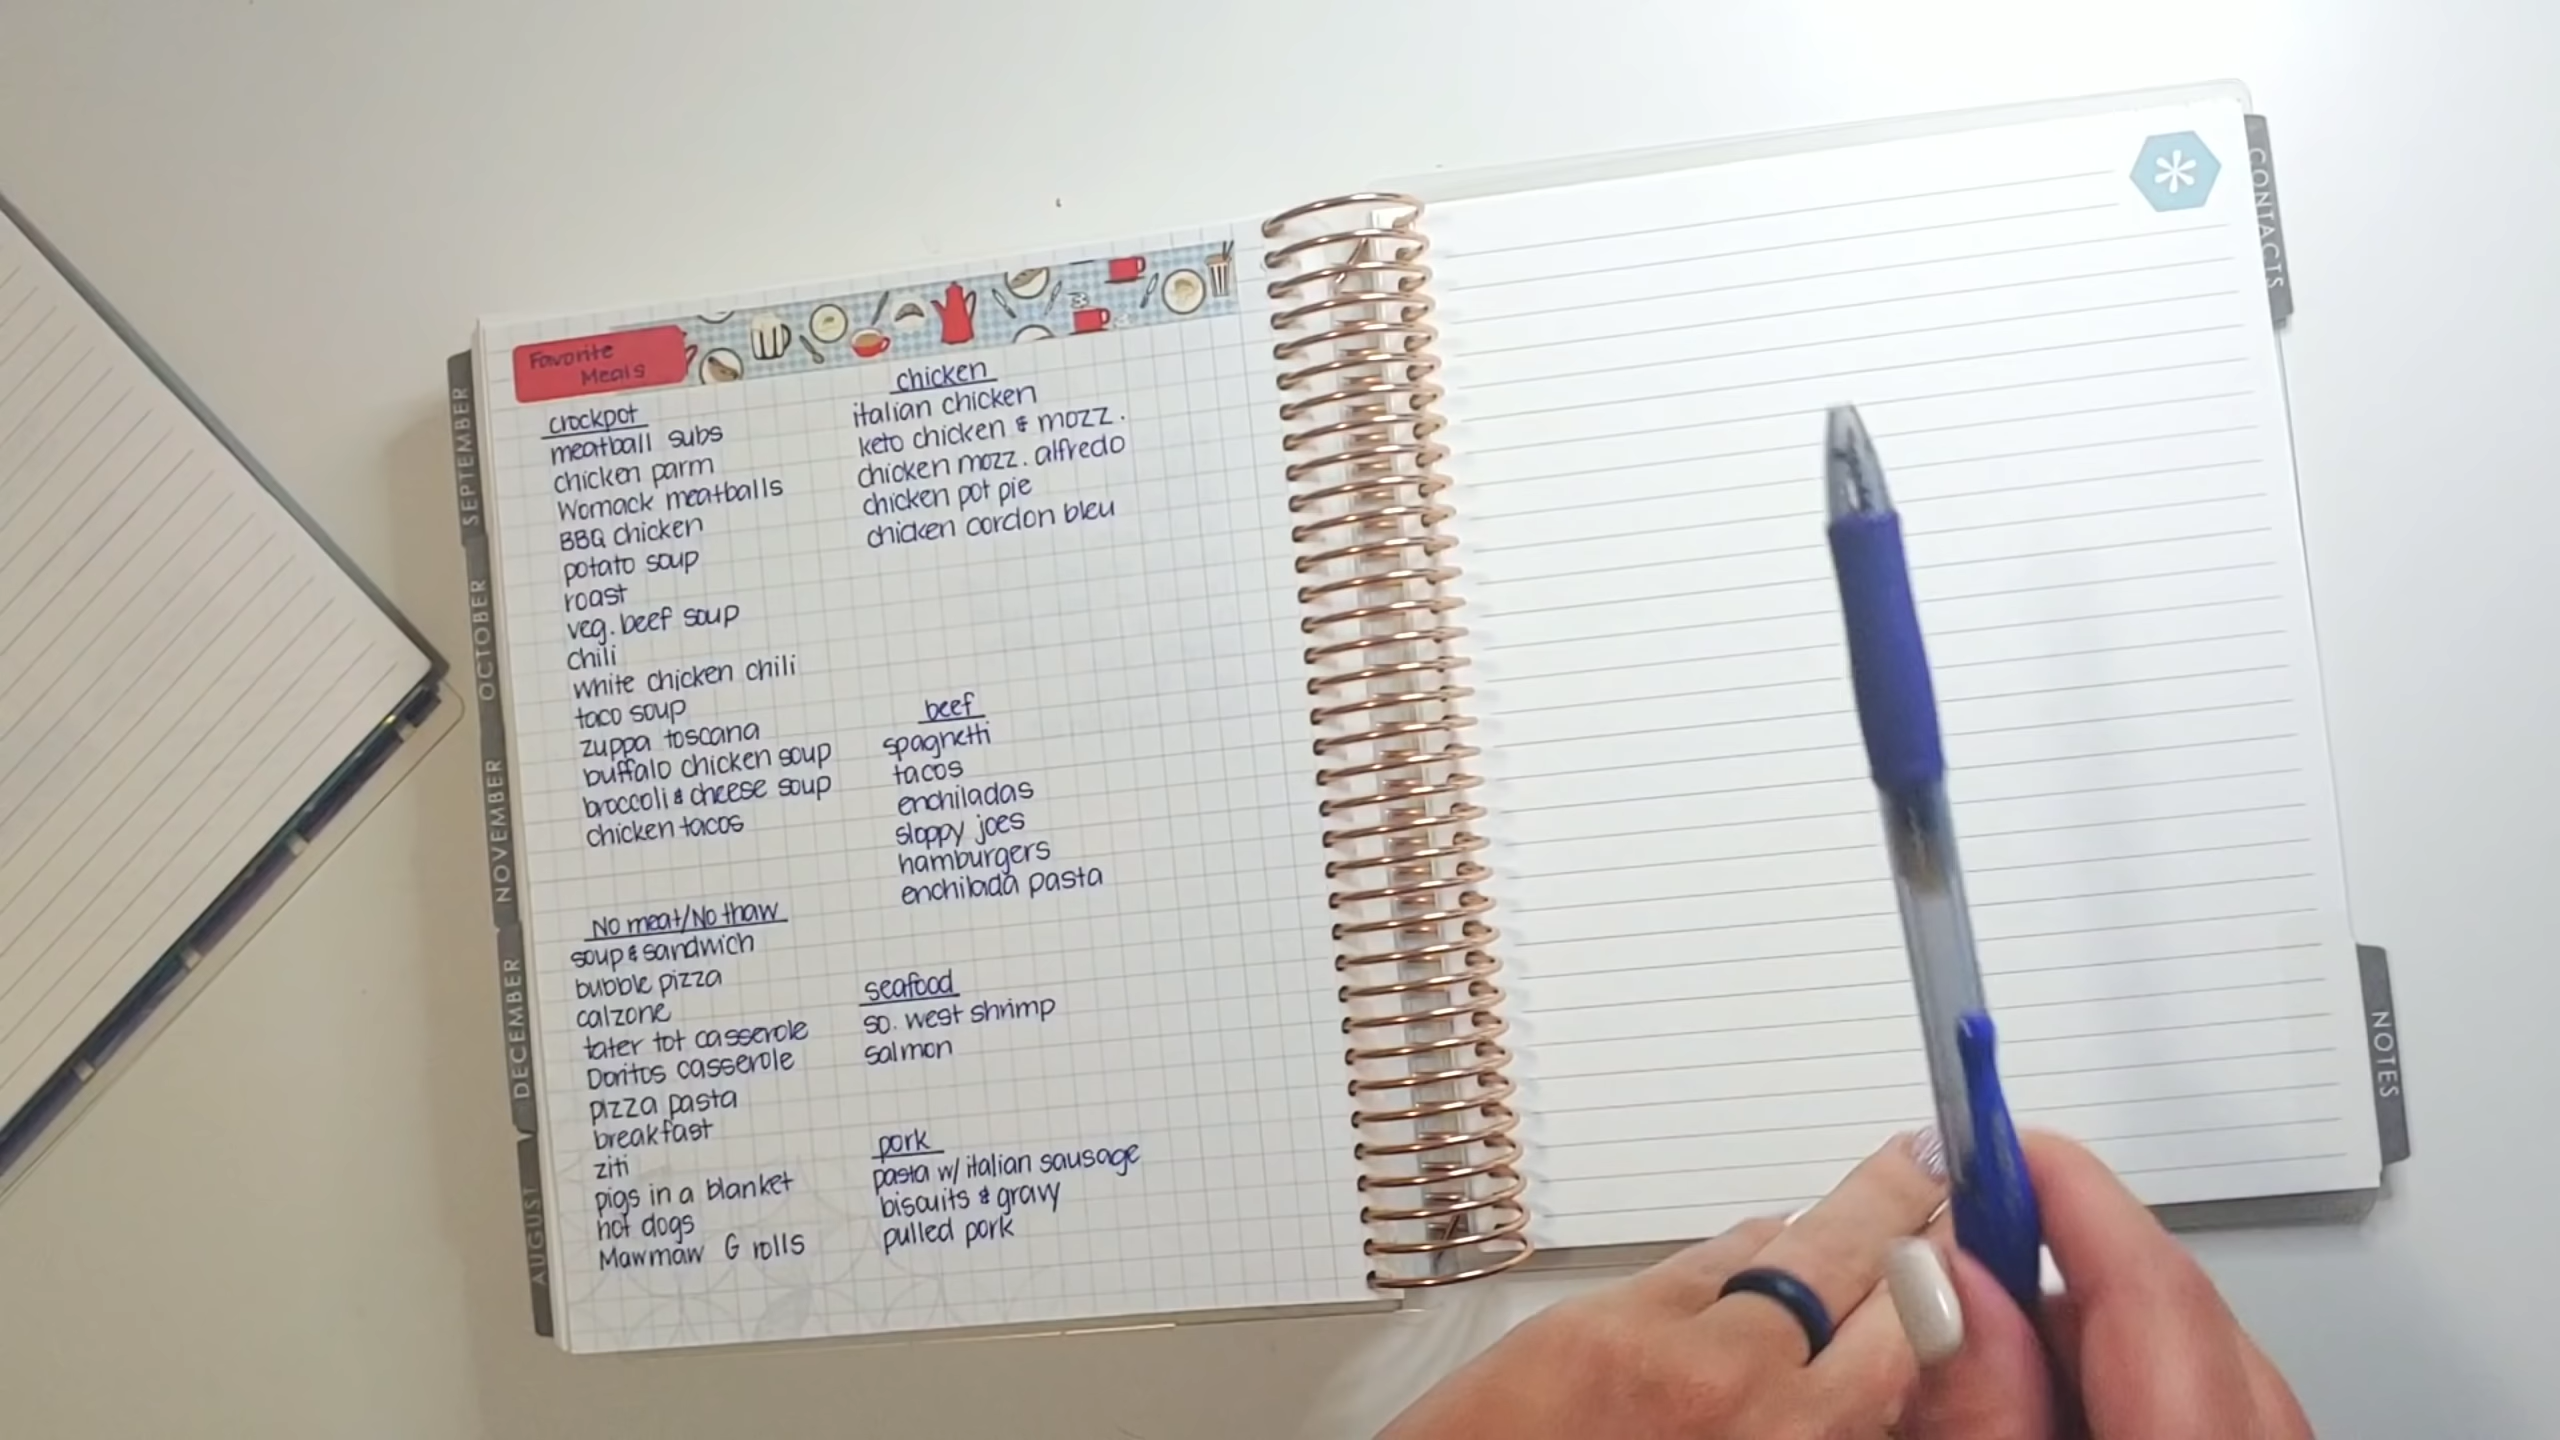 Favorite
Meals
crockpot
meatball subs
chicken parm
Womack meatballs
BBQ chicken
potato soup
roast
veg. beef soup
chili
white chicken chili
taco soup
zuppa toscana
buffalo chicken soup
broccoli & cheese soup
chicken tacos
No meat/No thaw
soup & sandwich
bubble pizza
calzone
tater tot casserole
Doritos casserole
pizza pasta
breakfast
ziti
pigs in a blanket
hot dogs
Mawmaw G rolls
chicken
italian chicken
keto chicken & mozz.
chicken mozz. alfredo
chicken pot pie
chicken cordon bleu
beef
spaghetti
tacos
enchiladas
sloppy joes
hamburgers
enchilada pasta
seafood
so. west shrimp
salmon
pork
pasta w/ italian sausage
biscuits & gravy
pulled pork
SEPTEMBER
OCTOBER
NOVEMBER
DECEMBER
AUGUST
CONTACTS
NOTES